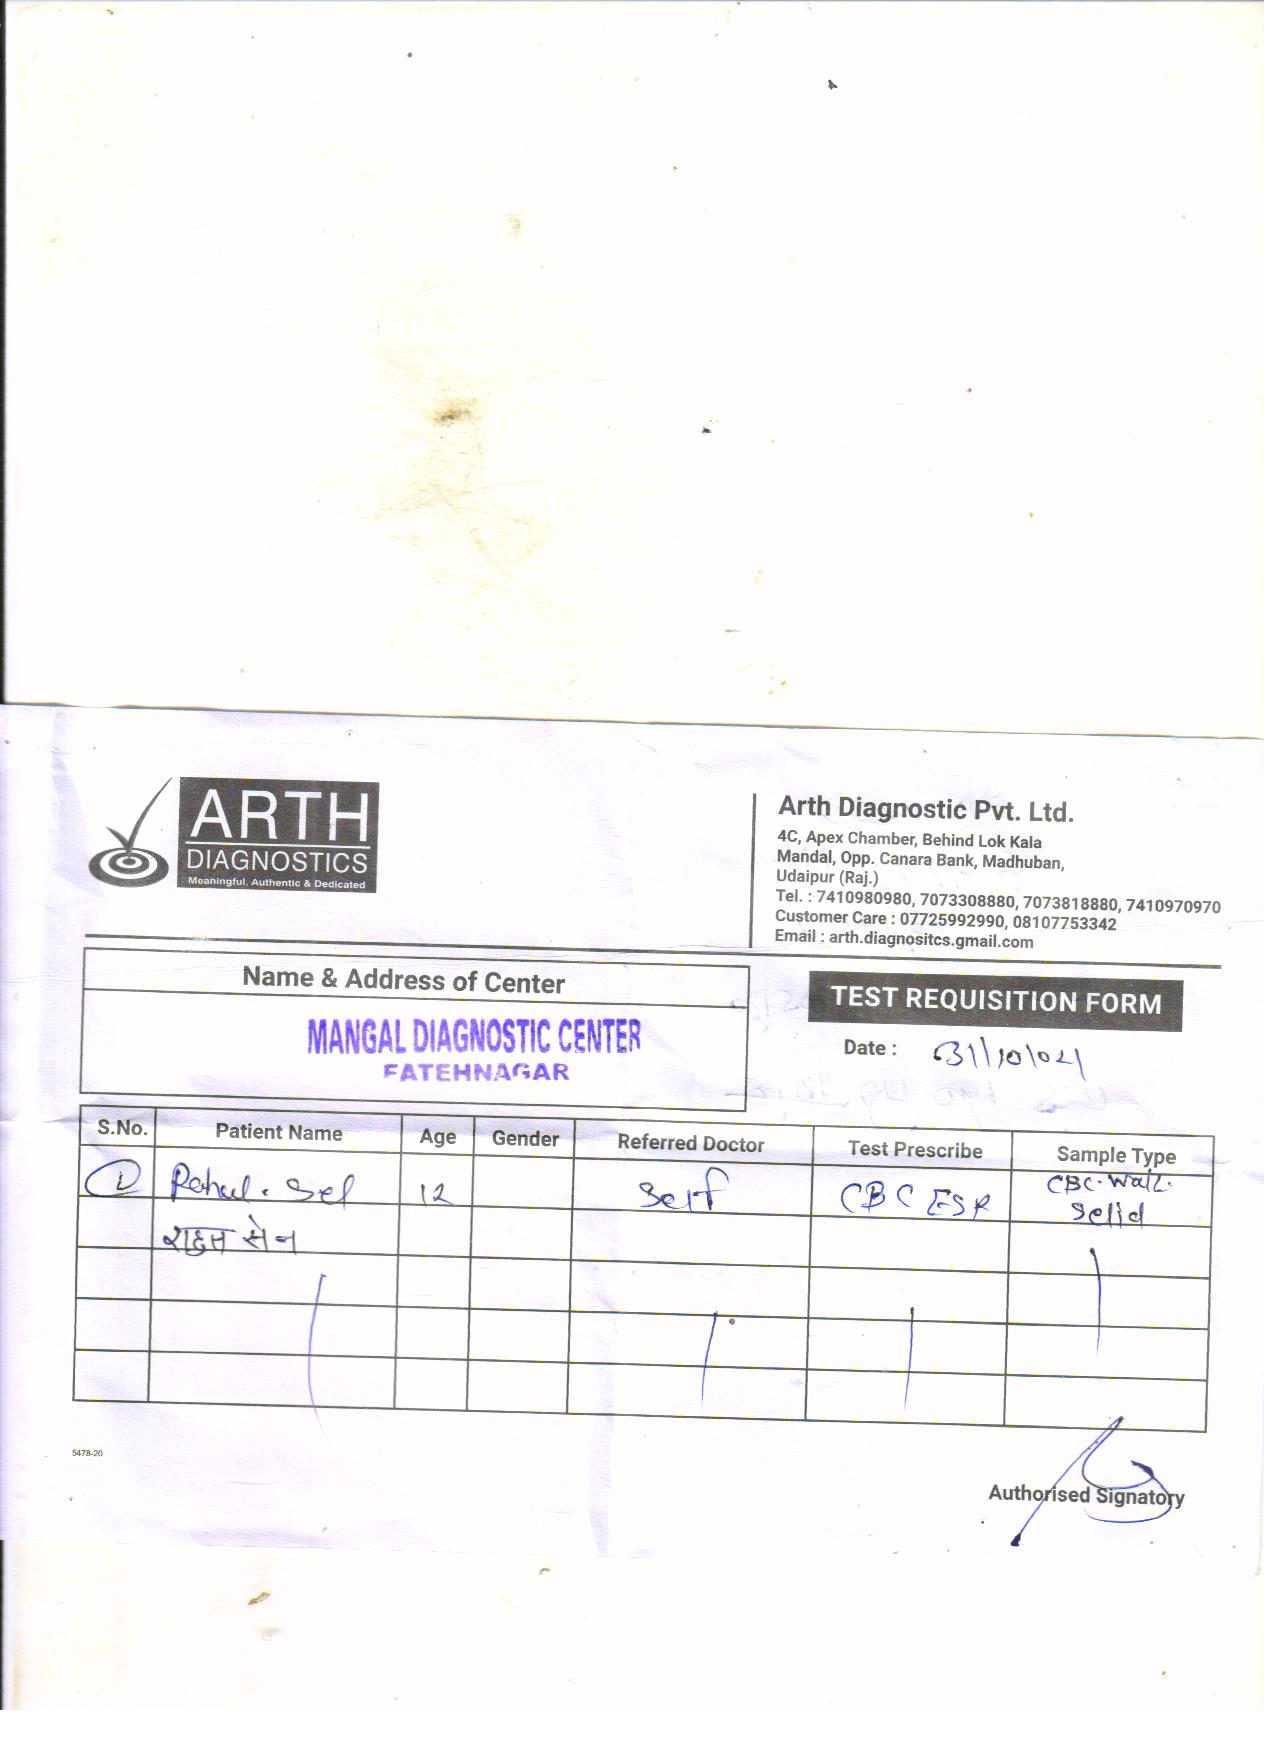 ARTH
DIAGNOSTICS
Meaningful, Authentic & Dedicated
Arth Diagnostic Pvt. Ltd.
4C, Apex Chamber, Behind Lok Kala
Mandal, Opp. Canara Bank, Madhuban,
Udaipur (Raj.)
Tel. : 7410980980, 7073308880, 7073818880, 7410970970
Customer Care : 07725992990, 08107753342
Email : arth.diagnositcs.gmail.com
Name & Address of Center
MANGAL DIAGNOSTIC CENTER
FATEHNAGAR
TEST REQUISITION FORM
Date : 31/10/021
S.No. Patient Name Age Gender Referred Doctor Test Prescribe Sample Type
1 Rahul. Sel 12 Self CBC ESR CBC.
राहुल सेन
5478-20
Authorised Signatory